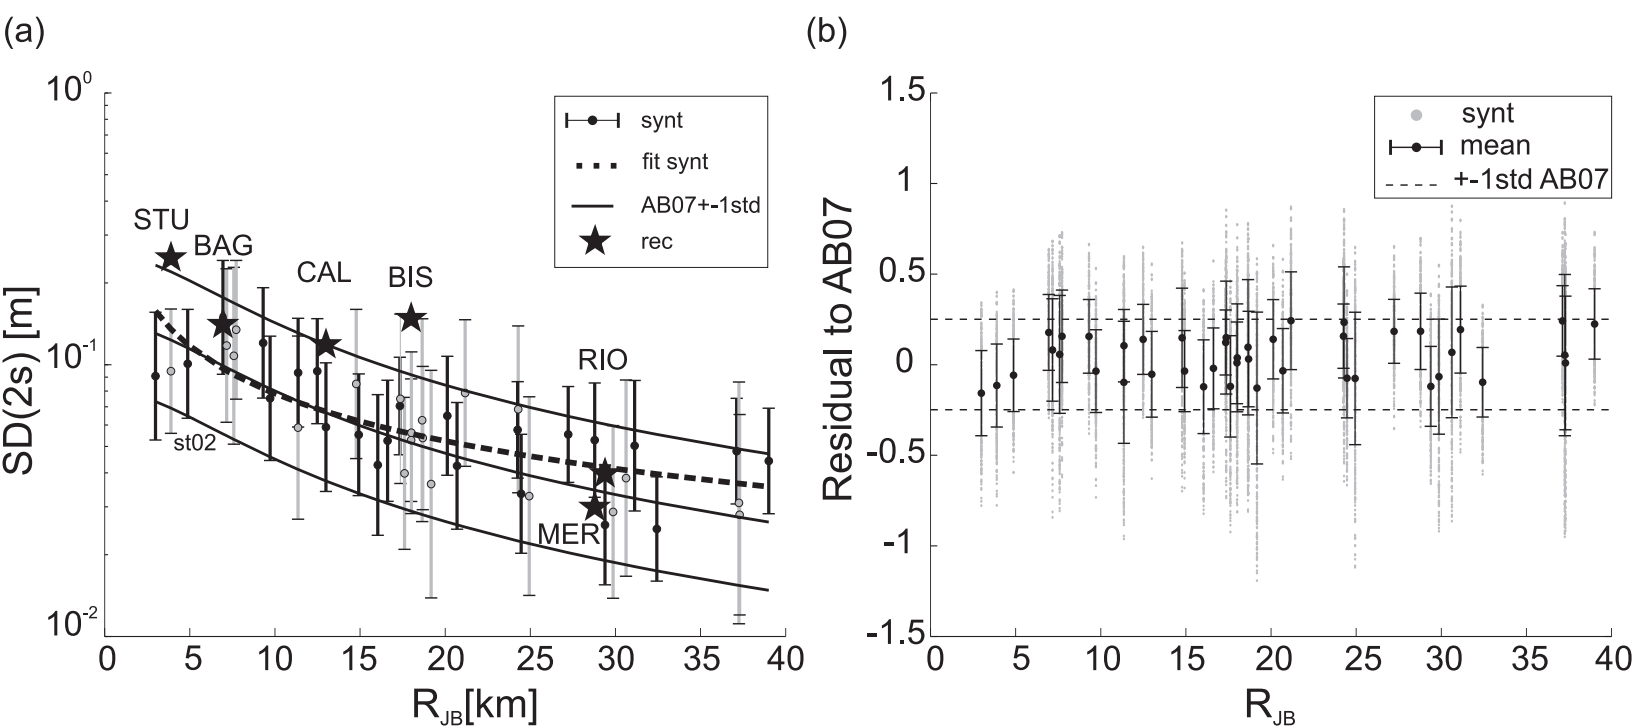 (a)
10⁰
10⁻¹
10⁻²
SD(2s) [m]
0 5 10 15 20 25 30 35 40
R_JB[km]
synt
fit synt
AB07+-1std
rec
STU
BAG
CAL
BIS
RIO
MER
st02
(b)
1.5
1
0.5
0
-0.5
-1
-1.5
Residual to AB07
0 5 10 15 20 25 30 35 40
R_JB
synt
mean
+-1std AB07